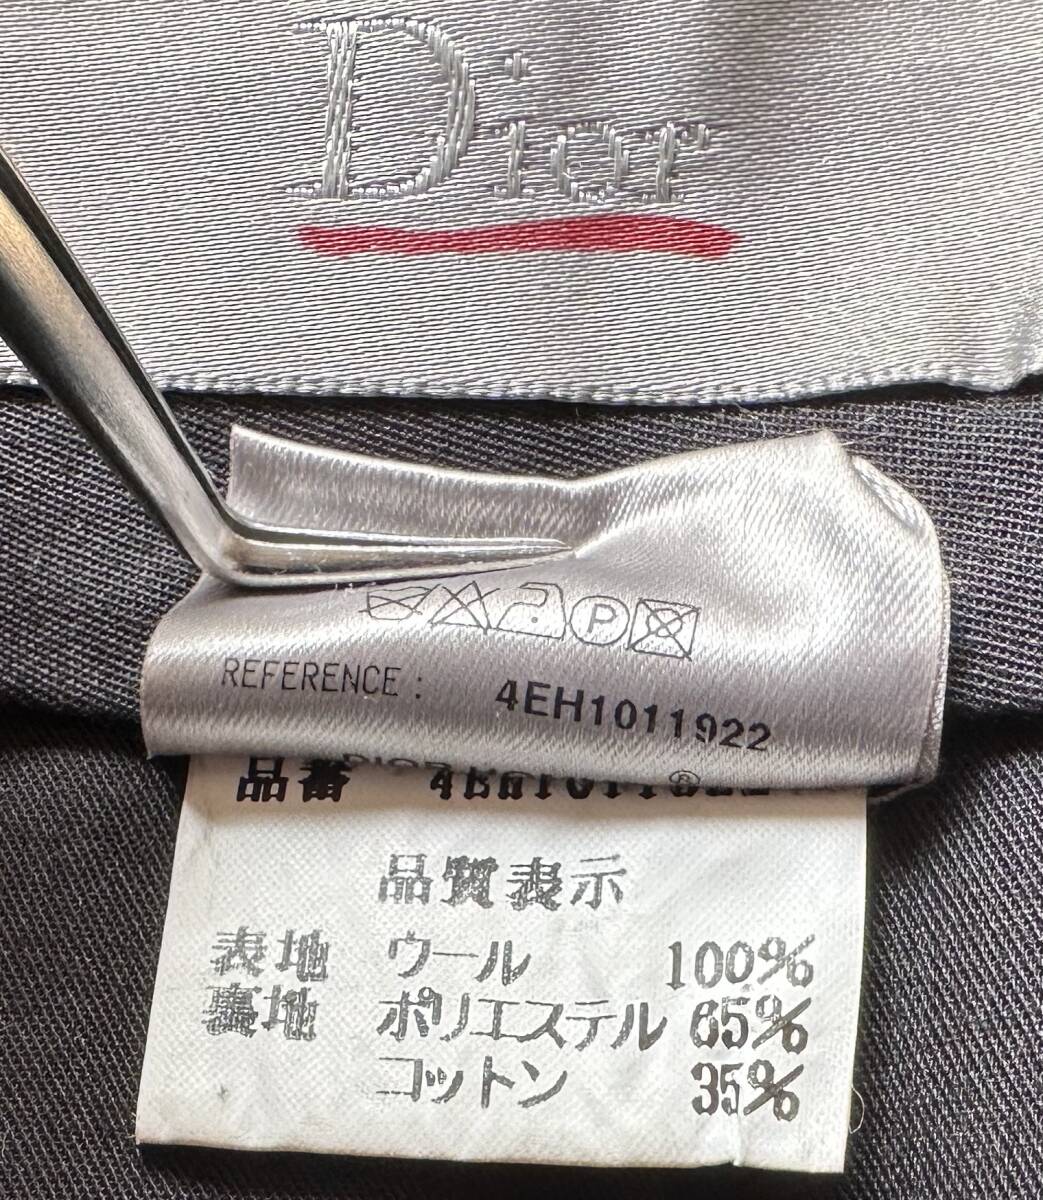 Dior
P
REFERENCE : 4EH1011922
品番 4EH1011922
品質表示
表地 ウール 100%
裏地 ポリエステル 65%
コットン 35%